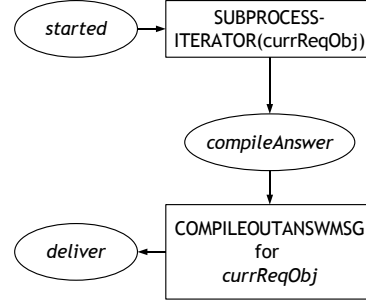 started
SUBPROCESS-
ITERATOR(currReqObj)
compileAnswer
COMPILEOUTANSWMSG
for
currReqObj
deliver